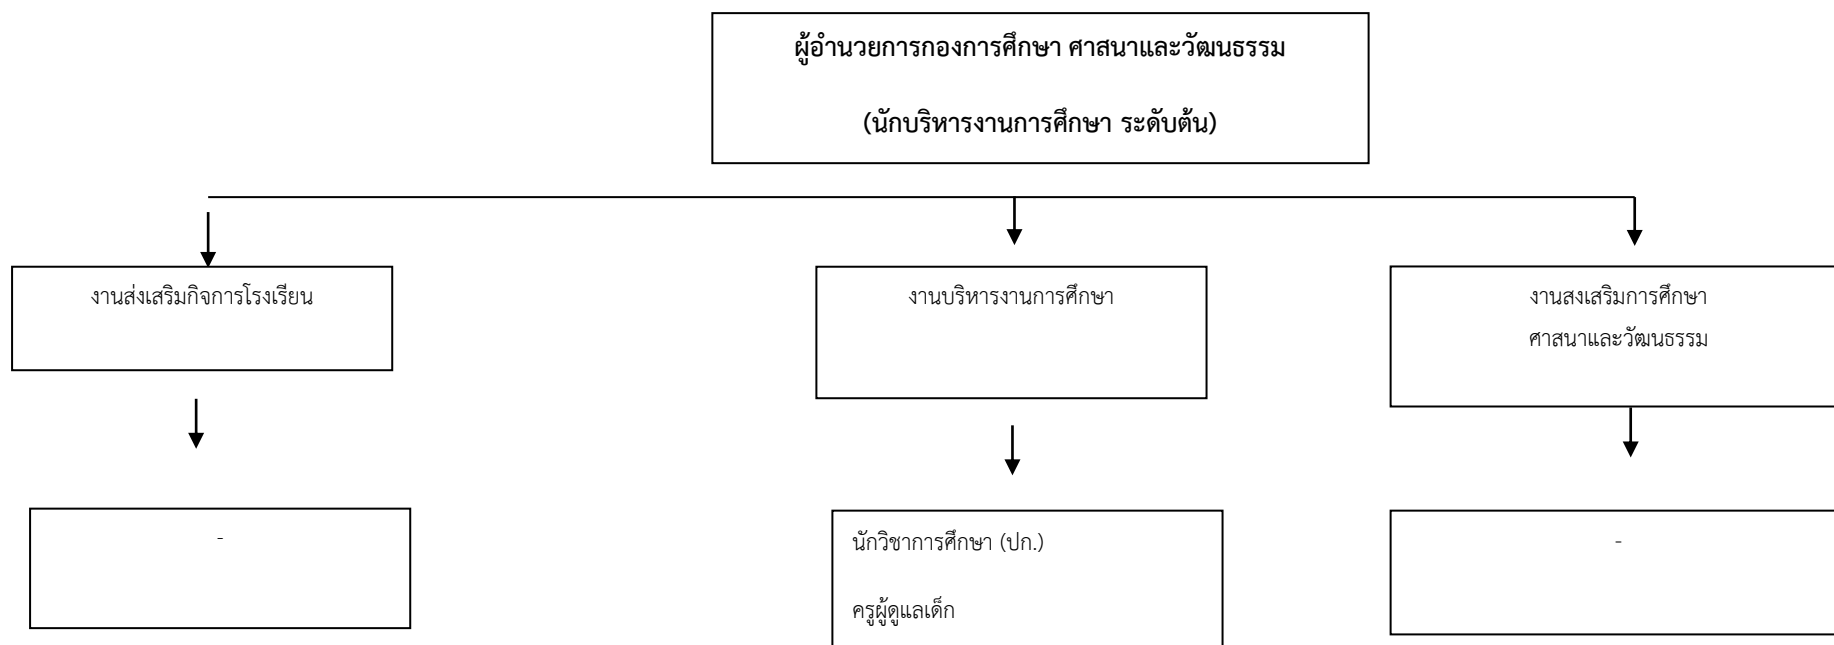 ผู้อำนวยการกองการศึกษา ศาสนาและวัฒนธรรม
(นักบริหารงานการศึกษา ระดับต้น)
งานส่งเสริมกิจการโรงเรียน
งานบริหารงานการศึกษา
งานสงเสริมการศึกษา
ศาสนาและวัฒนธรรม
-
นักวิชาการศึกษา (ปก.)
ครูผู้ดูแลเด็ก
-